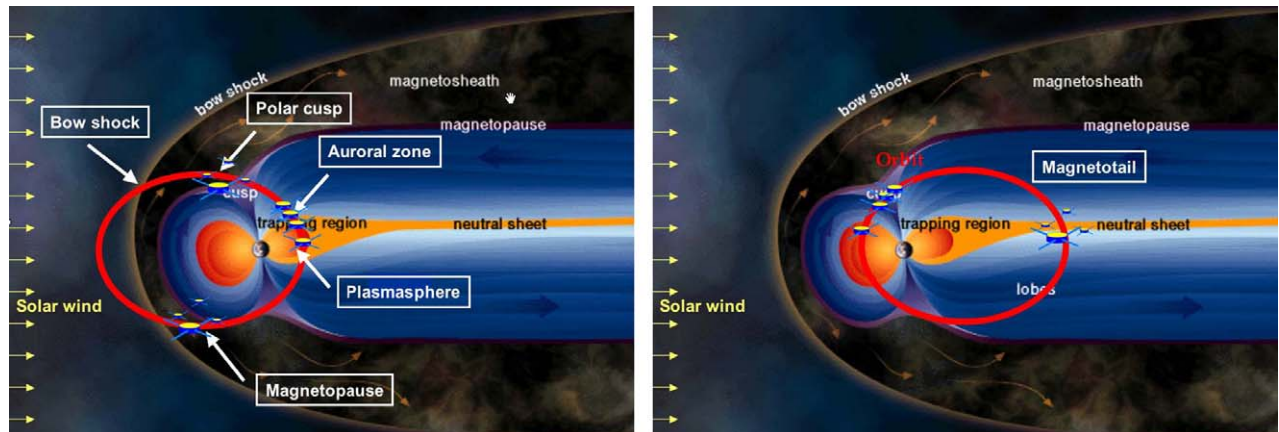 bow shock
magnetosheath
Polar cusp
Bow shock
magnetopause
Auroral zone
cusp
trapping region
neutral sheet
Plasmasphere
Solar wind
Magnetopause
bow shock
magnetosheath
magnetopause
Orbit
Magnetotail
trapping region
neutral sheet
lobes
Solar wind